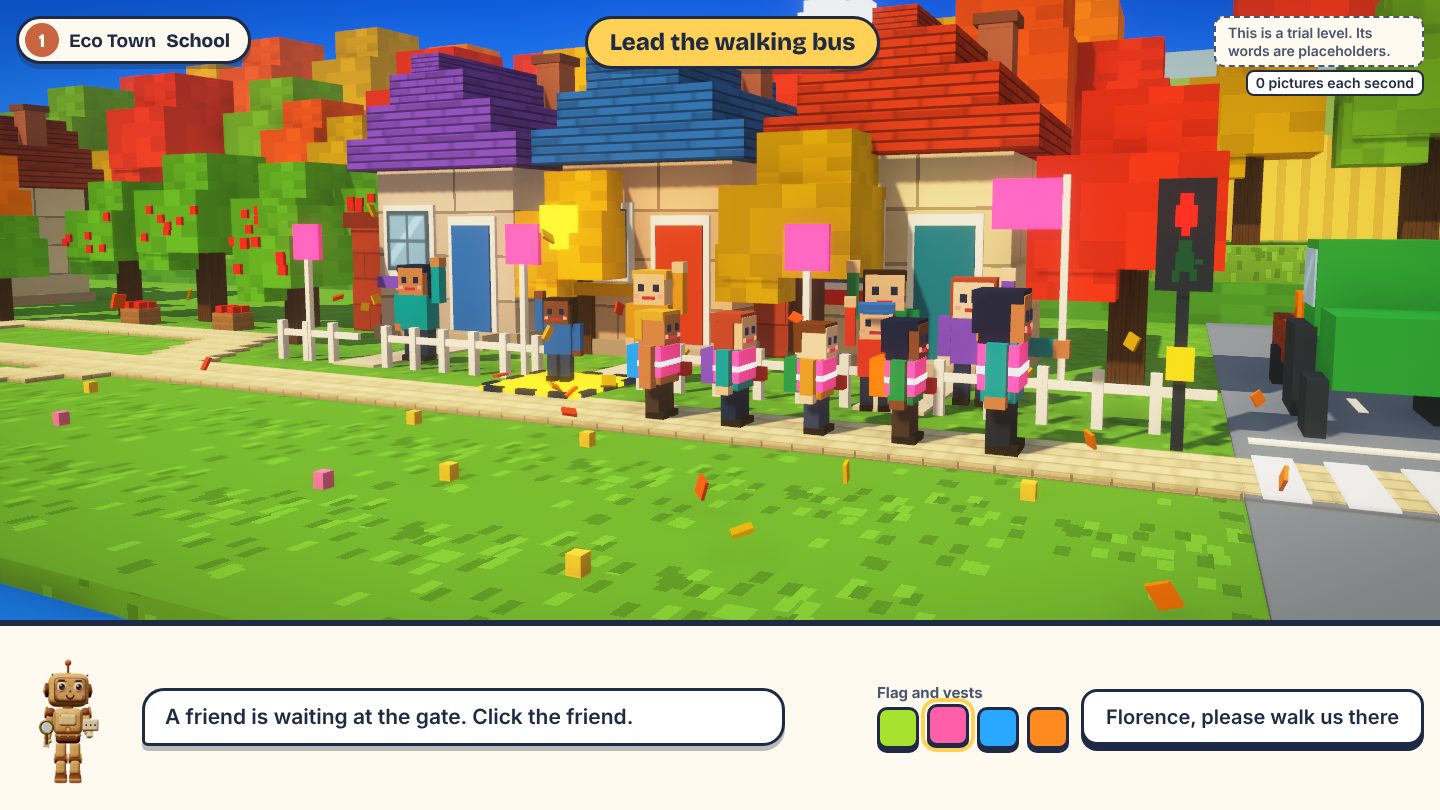 1 Eco Town School
Lead the walking bus
This is a trial level. Its
words are placeholders.
0 pictures each second
A friend is waiting at the gate. Click the friend.
Flag and vests
Florence, please walk us there